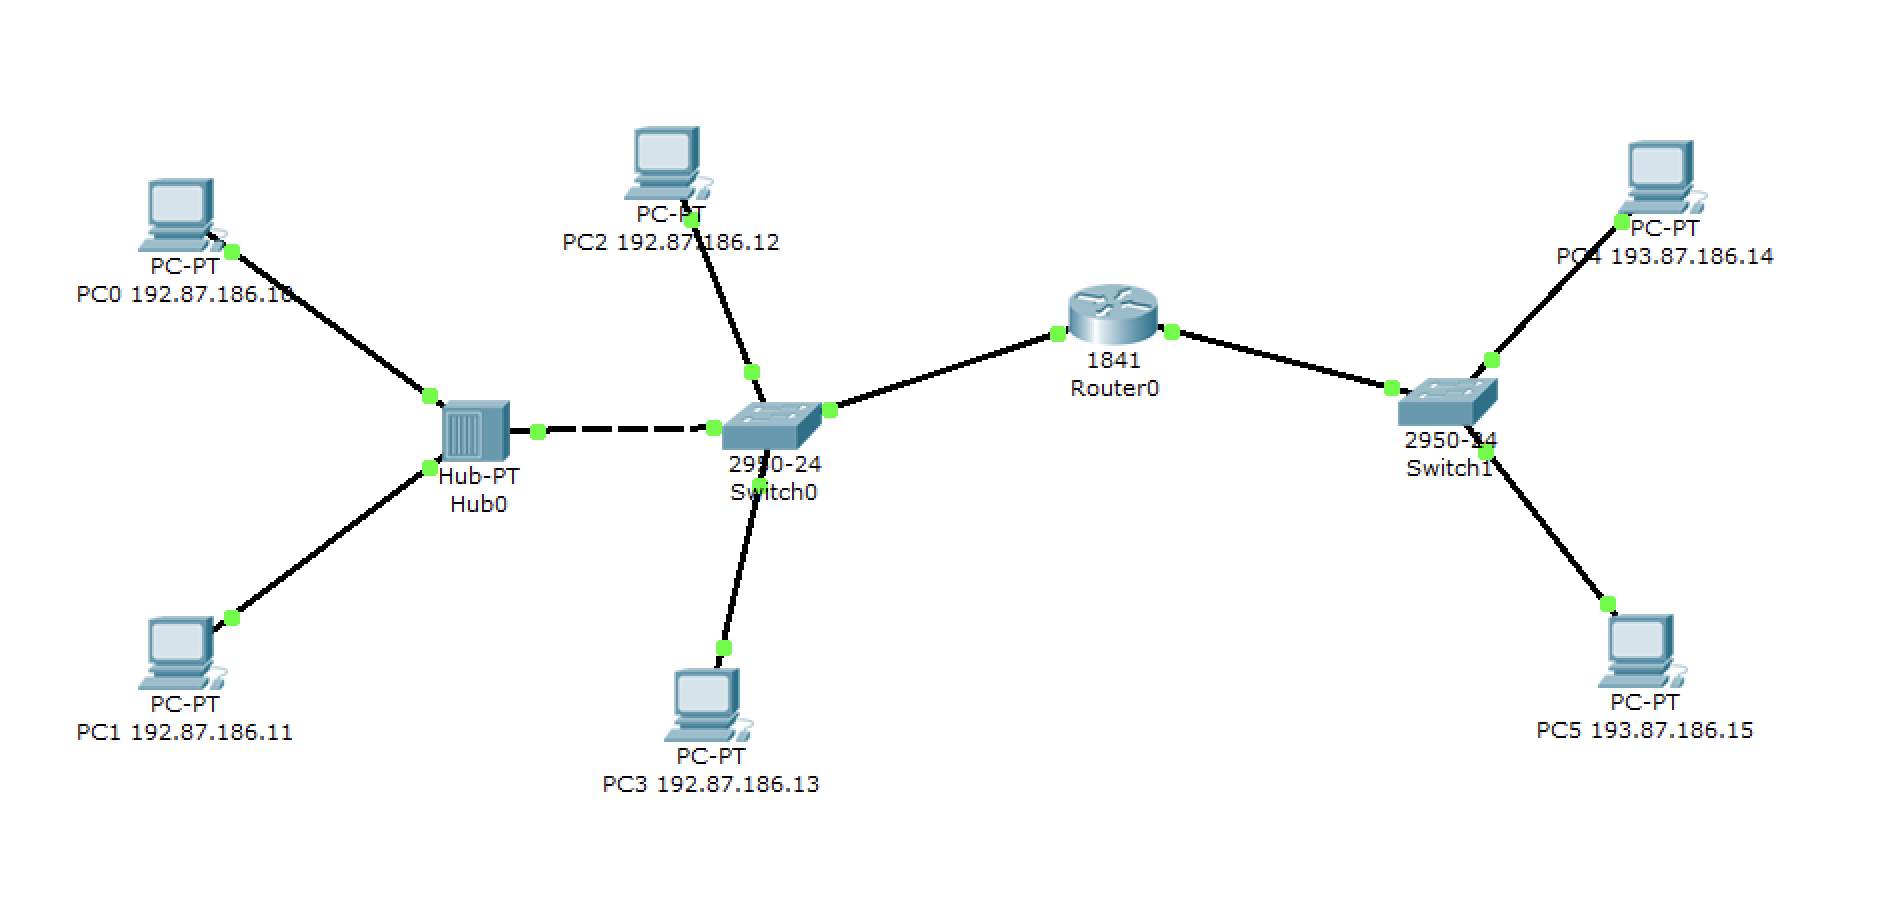 PC-PT
PC2 192.87.186.12
PC-PT
PC4 193.87.186.14
PC-PT
PC0 192.87.186.10
1841
Router0
2950-24
Switch0
2950-24
Switch1
Hub-PT
Hub0
PC-PT
PC1 192.87.186.11
PC-PT
PC3 192.87.186.13
PC-PT
PC5 193.87.186.15